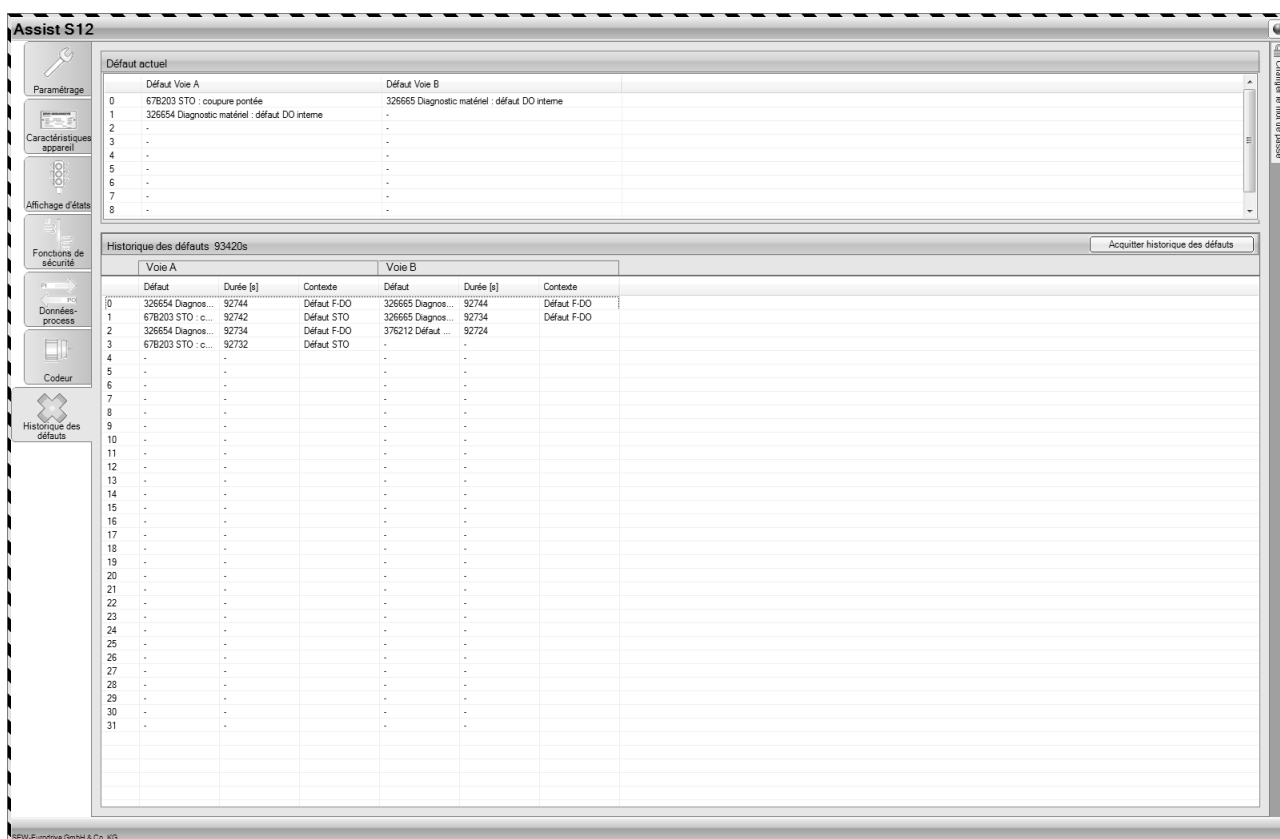 Assist S12
Changer le mot de passe
Paramétrage
Caractéristiques appareil
Affichage d'états
Fonctions de sécurité
Données-process
Codeur
Historique des défauts
Défaut actuel
Défaut Voie A Défaut Voie B
0 67B203 STO : coupure pontée 326665 Diagnostic matériel : défaut DO interne
1 326654 Diagnostic matériel : défaut DO interne -
2 - -
3 - -
4 - -
5 - -
6 - -
7 - -
8 - -
Historique des défauts 93420s Acquitter historique des défauts
Voie A Voie B
Défaut Durée [s] Contexte Défaut Durée [s] Contexte
0 326654 Diagnos... 92744 Défaut F-DO 326665 Diagnos... 92744 Défaut F-DO
1 67B203 STO : c... 92742 Défaut STO 326665 Diagnos... 92734 Défaut F-DO
2 326654 Diagnos... 92734 Défaut F-DO 376212 Défaut ... 92724
3 67B203 STO : c... 92732 Défaut STO - -
4 - - - -
5 - - - -
6 - - - -
7 - - - -
8 - - - -
9 - - - -
10 - - - -
11 - - - -
12 - - - -
13 - - - -
14 - - - -
15 - - - -
16 - - - -
17 - - - -
18 - - - -
19 - - - -
20 - - - -
21 - - - -
22 - - - -
23 - - - -
24 - - - -
25 - - - -
26 - - - -
27 - - - -
28 - - - -
29 - - - -
30 - - - -
31 - - - -
SEW-Eurodrive GmbH & Co. KG